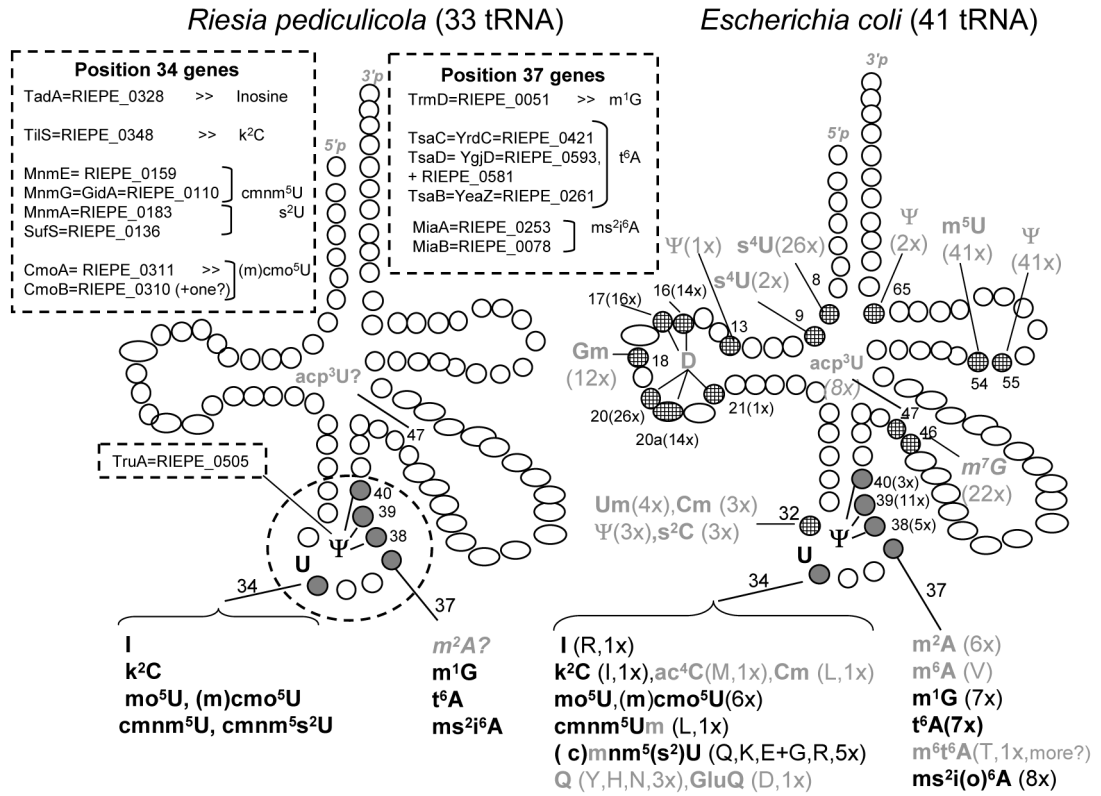 Riesia pediculicola (33 tRNA)
Escherichia coli (41 tRNA)
Position 34 genes
TadA=RIEPE_0328 >> Inosine
TilS=RIEPE_0348 >> k²C
MnmE= RIEPE_0159
MnmG=GidA=RIEPE_0110 cmnm⁵U
MnmA=RIEPE_0183 s²U
SufS=RIEPE_0136
CmoA= RIEPE_0311 >> (m)cmo⁵U
CmoB=RIEPE_0310 (+one?)
Position 37 genes
TrmD=RIEPE_0051 >> m¹G
TsaC=YrdC=RIEPE_0421
TsaD= YgjD=RIEPE_0593, t⁶A
+ RIEPE_0581
TsaB=YeaZ=RIEPE_0261
MiaA=RIEPE_0253 ms²i⁶A
MiaB=RIEPE_0078
3'p
5'p
acp³U?
47
TruA=RIEPE_0505
40
39
38
Ψ
U
34
37
I
k²C
mo⁵U, (m)cmo⁵U
cmnm⁵U, cmnm⁵s²U
m²A?
m¹G
t⁶A
ms²i⁶A
3'p
5'p
Ψ(1x)
s⁴U(26x)
s⁴U(2x)
8
9
Ψ
(2x)
65
m⁵U
(41x)
Ψ
(41x)
54
55
17(16x)
16(14x)
13
Gm
(12x)
18
D
20(26x)
20a(14x)
21(1x)
acp³U
(8x)
47
46
m⁷G
(22x)
40(3x)
39(11x)
38(5x)
Um(4x),Cm (3x)
Ψ(3x),s²C (3x)
32
Ψ
U
34
37
I (R,1x)
k²C (I,1x),ac⁴C(M,1x),Cm (L,1x)
mo⁵U,(m)cmo⁵U(6x)
cmnm⁵Um (L,1x)
( c)mnm⁵(s²)U (Q,K,E+G,R,5x)
Q (Y,H,N,3x),GluQ (D,1x)
m²A (6x)
m⁶A (V)
m¹G (7x)
t⁶A(7x)
m⁶t⁶A(T,1x,more?)
ms²i(o)⁶A (8x)